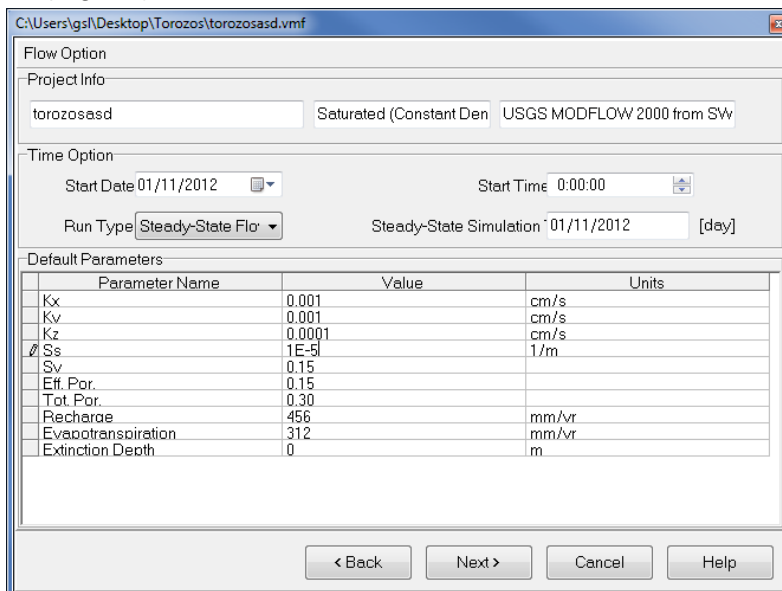 C:\Users\gsl\Desktop\Torozos\torozosasd.vmf
Flow Option
Project Info
torozosasd Saturated (Constant Den USGS MODFLOW 2000 from SW
Time Option
Start Date 01/11/2012 Start Time 0:00:00
Run Type Steady-State Flo Steady-State Simulation 01/11/2012 [day]
Default Parameters
Parameter Name Value Units
Kx 0.001 cm/s
Ky 0.001 cm/s
Kz 0.0001 cm/s
Ss 1E-5 1/m
Sy 0.15
Eff. Por. 0.15
Tot. Por. 0.30
Recharge 456 mm/yr
Evapotranspiration 312 mm/yr
Extinction Depth 0 m
< Back Next > Cancel Help